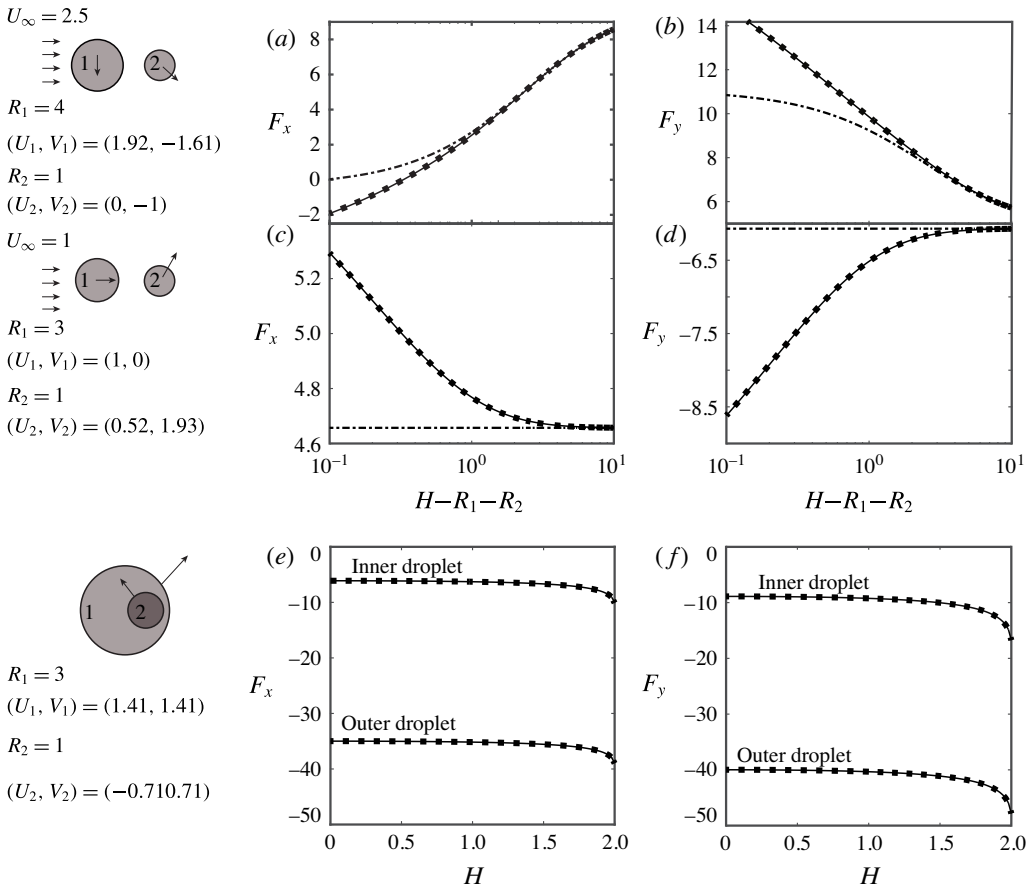 U∞ = 2.5
1
2
R1 = 4
(U1, V1) = (1.92, −1.61)
R2 = 1
(U2, V2) = (0, −1)
(a)
8
6
4
2
0
−2
Fx
(b)
14
12
10
8
6
Fy
U∞ = 1
1
2
R1 = 3
(U1, V1) = (1, 0)
R2 = 1
(U2, V2) = (0.52, 1.93)
(c)
5.2
5.0
4.8
4.6
Fx
10−1 100 101
H−R1−R2
(d)
−6.5
−7.5
−8.5
Fy
10−1 100 101
H−R1−R2
1
2
R1 = 3
(U1, V1) = (1.41, 1.41)
R2 = 1
(U2, V2) = (−0.710.71)
(e)
0
−10
−20
−30
−40
−50
Fx
Inner droplet
Outer droplet
0 0.5 1.0 1.5 2.0
H
(f)
0
−10
−20
−30
−40
−50
Fy
Inner droplet
Outer droplet
0 0.5 1.0 1.5 2.0
H